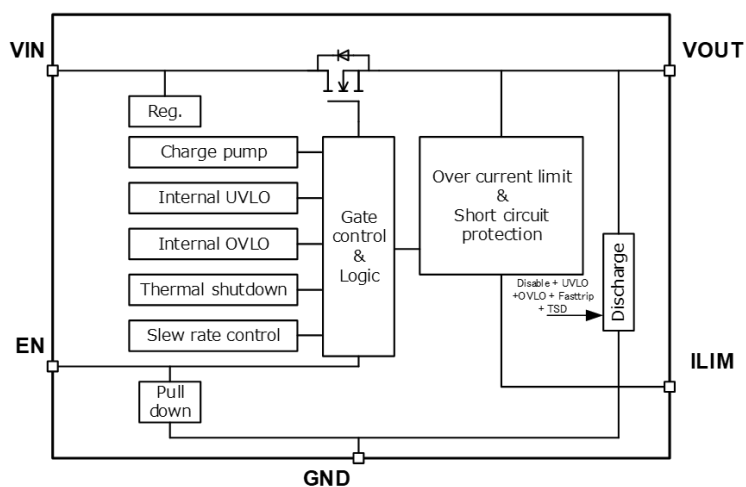 VIN
VOUT
Reg.
Charge pump
Internal UVLO
Internal OVLO
Thermal shutdown
Slew rate control
Gate
control
&
Logic
Over current limit
&
Short circuit
protection
Disable + UVLO
+OVLO + Fasttrip
+ TSD
Discharge
EN
Pull
down
ILIM
GND